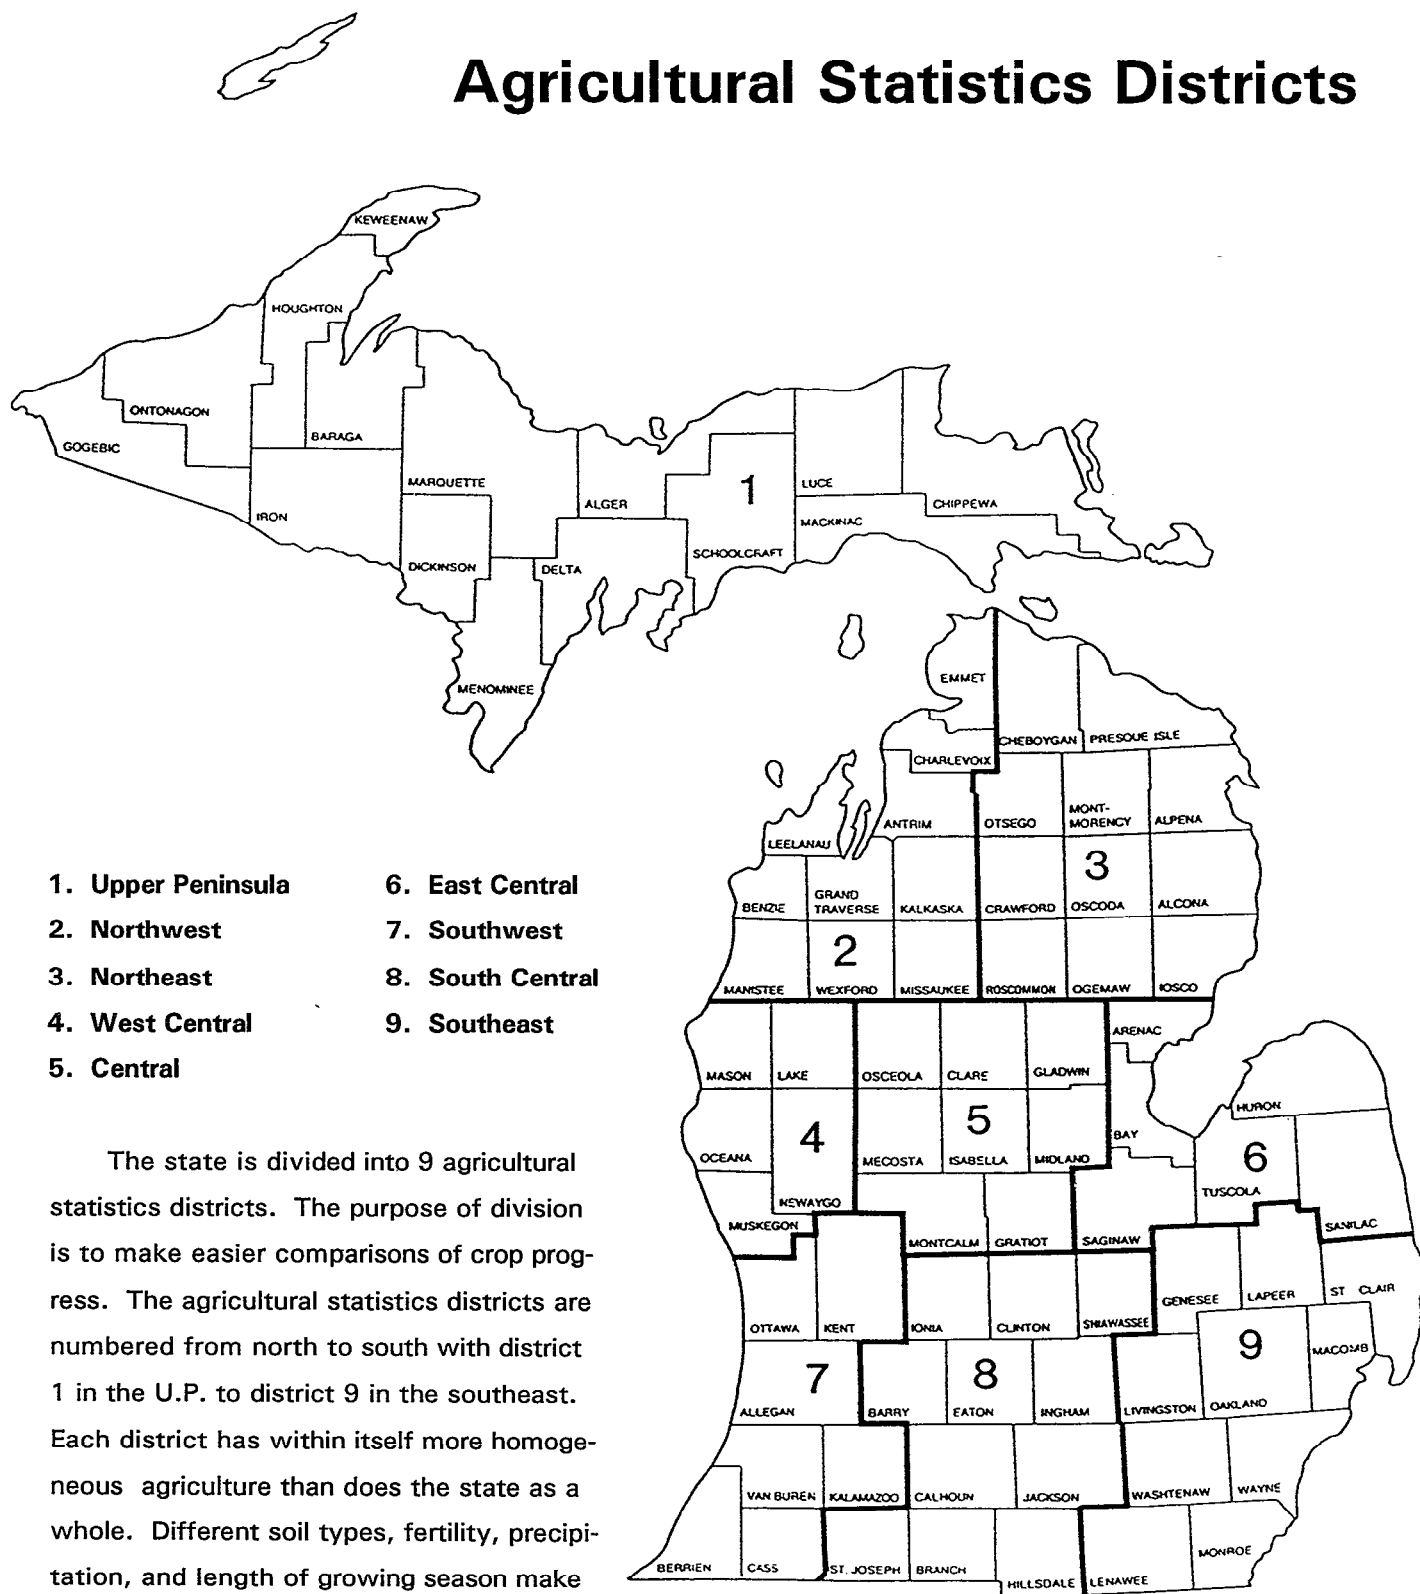 Agricultural Statistics Districts
KEWEENAW
HOUGHTON
ONTONAGON
GOGEBIC
BARAGA
MARQUETTE
IRON
ALGER
1
LUCE
CHIPPEWA
MACKINAC
SCHOOLCRAFT
DICKINSON
DELTA
MENOMINEE
EMMET
CHEBOYGAN
PRESQUE ISLE
CHARLEVOIX
ANTRIM
OTSEGO
MONT-
MORENCY
ALPENA
LEELANAU
3
BENZIE
GRAND
TRAVERSE
KALKASKA
CRAWFORD
OSCODA
ALCONA
2
MANISTEE
WEXFORD
MISSAUKEE
ROSCOMMON
OGEMAW
IOSCO
1. Upper Peninsula
2. Northwest
3. Northeast
4. West Central
5. Central
6. East Central
7. Southwest
8. South Central
9. Southeast
ARENAC
MASON
LAKE
OSCEOLA
CLARE
GLADWIN
HURON
4
5
BAY
6
OCEANA
MECOSTA
ISABELLA
MIDLAND
TUSCOLA
NEWAYGO
MUSKEGON
MONTCALM
GRATIOT
SAGINAW
SANILAC
GENESEE
LAPEER
ST CLAIR
OTTAWA
KENT
IONIA
CLINTON
SHIAWASSEE
7
8
9
MACOMB
ALLEGAN
BARRY
EATON
INGHAM
LIVINGSTON
OAKLAND
VAN BUREN
KALAMAZOO
CALHOUN
JACKSON
WASHTENAW
WAYNE
BERRIEN
CASS
ST. JOSEPH
BRANCH
HILLSDALE
LENAWEE
MONROE
The state is divided into 9 agricultural
statistics districts. The purpose of division
is to make easier comparisons of crop prog-
ress. The agricultural statistics districts are
numbered from north to south with district
1 in the U.P. to district 9 in the southeast.
Each district has within itself more homoge-
neous agriculture than does the state as a
whole. Different soil types, fertility, precipi-
tation, and length of growing season make